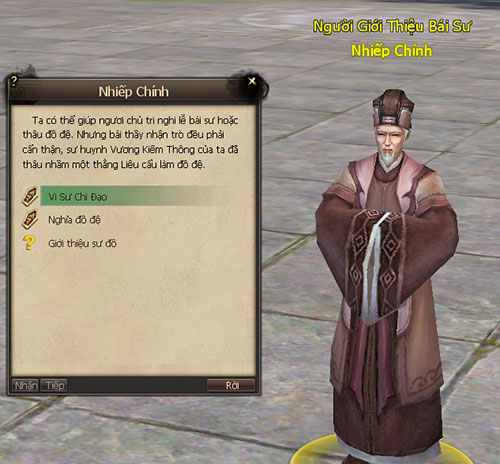 Người Giới Thiệu Bái Sư
Nhiếp Chính
?
Nhiếp Chính
Ta có thể giúp ngươi chủ trì nghi lễ bái sư hoặc
thâu đồ đệ. Nhưng bái thầy nhận trò đều phải
cẩn thận, sư huynh Vương Kiếm Thông của ta đã
thâu nhầm một thằng Liêu cẩu làm đồ đệ.
Vi Sư Chi Đạo
Nghĩa đồ đệ
? Giới thiệu sư đồ
Nhận Tiếp Rời